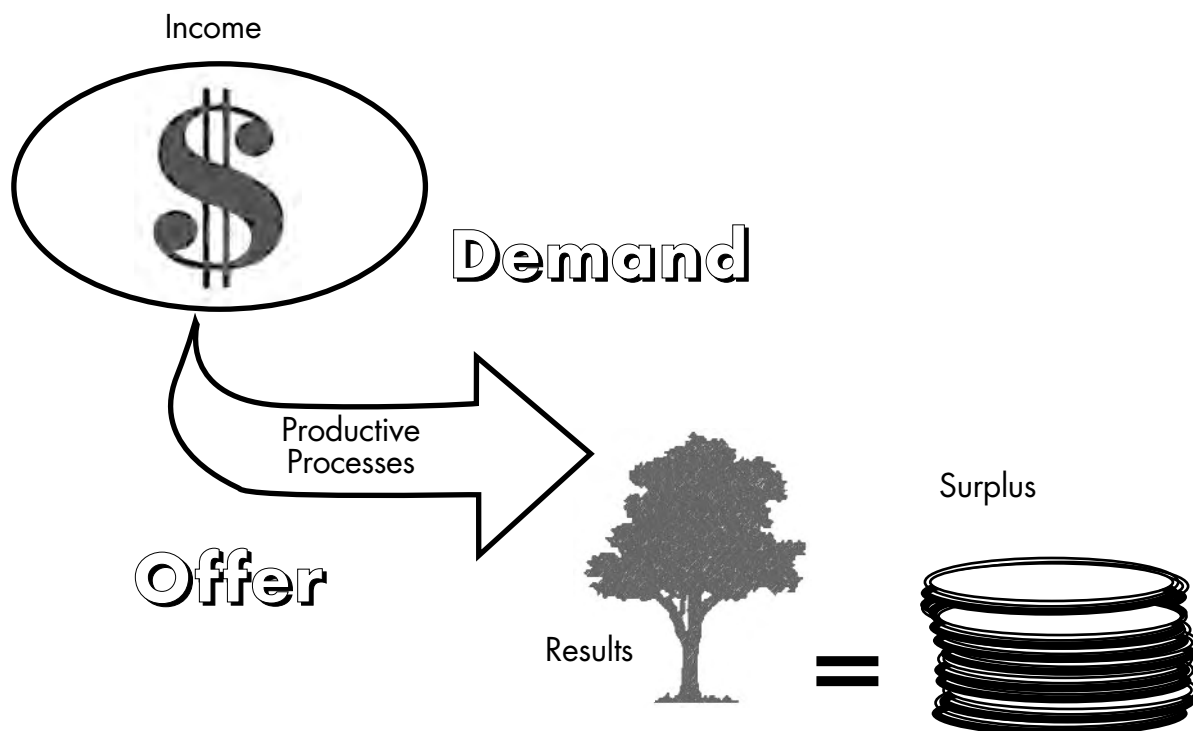 Income
Demand
Productive
Processes
Offer
Surplus
Results
=